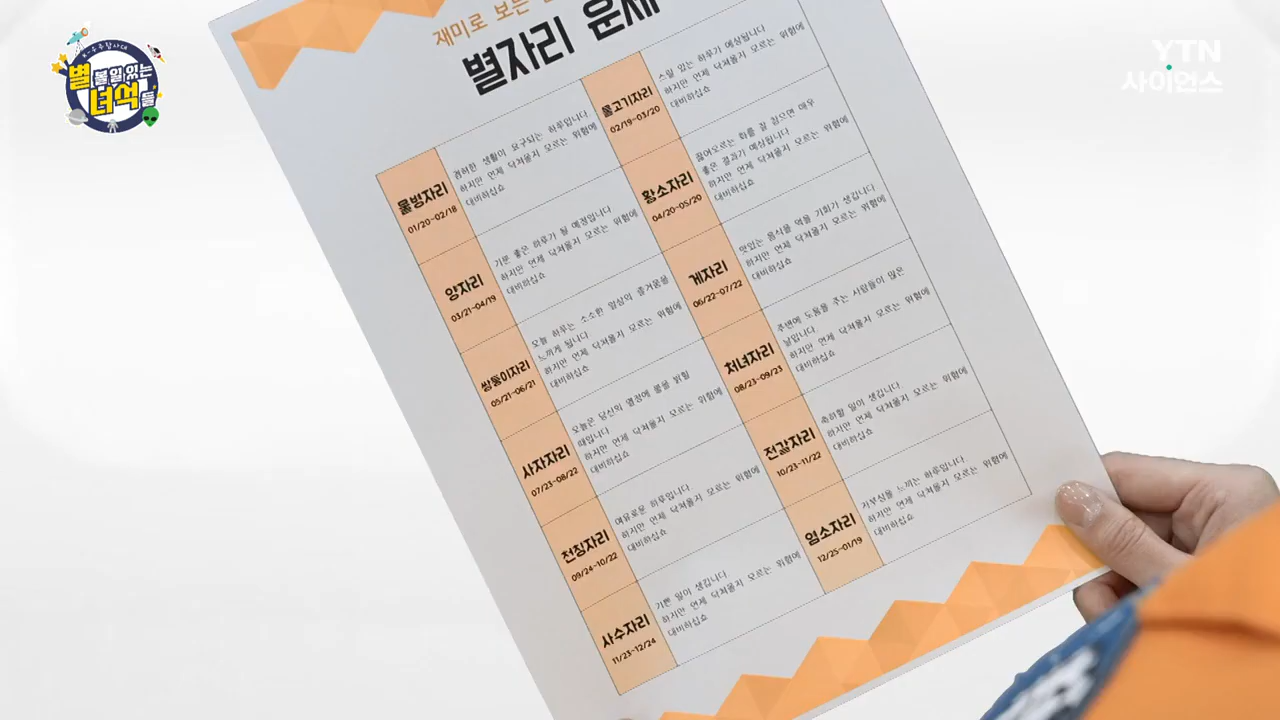 K-우주탐사대
별 볼일 있는
녀석들
YTN
사이언스
재미로 보는
별자리 운세
물병자리
01/20~02/18
겸허한 생활이 요구되는 하루입니다
하지만 언제 닥쳐올지 모르는 위험에
대비하십쇼
물고기자리
02/19~03/20
스릴 있는 하루가 예상됩니다
하지만 언제 닥쳐올지 모르는 위험에
대비하십쇼
양자리
03/21~04/19
기분 좋은 하루가 될 예정입니다
하지만 언제 닥쳐올지 모르는 위험에
대비하십쇼
황소자리
04/20~05/20
끓어오르는 화를 잘 참으면 매우
좋은 결과가 예상됩니다
하지만 언제 닥쳐올지 모르는 위험에
대비하십쇼
쌍둥이자리
05/21~06/21
오늘 하루는 소소한 일상의 즐거움을
느끼게 됩니다
하지만 언제 닥쳐올지 모르는 위험에
대비하십쇼
게자리
06/22~07/22
맛있는 음식을 먹을 기회가 생깁니다
하지만 언제 닥쳐올지 모르는 위험에
대비하십쇼
사자자리
07/23~08/22
오늘은 당신의 열정에 불을 밝힐
때입니다
하지만 언제 닥쳐올지 모르는 위험에
대비하십쇼
처녀자리
08/23~09/23
주변에 도움을 주는 사람들이 많은
날입니다.
하지만 언제 닥쳐올지 모르는 위험에
대비하십쇼
천칭자리
09/24~10/22
여유로운 하루입니다.
하지만 언제 닥쳐올지 모르는 위험에
대비하십쇼
전갈자리
10/23~11/22
축하할 일이 생깁니다.
하지만 언제 닥쳐올지 모르는 위험에
대비하십쇼
사수자리
11/23~12/24
기쁜 일이 생깁니다.
하지만 언제 닥쳐올지 모르는 위험에
대비하십쇼
염소자리
12/25~01/19
자부심을 느끼는 하루입니다.
하지만 언제 닥쳐올지 모르는 위험에
대비하십쇼